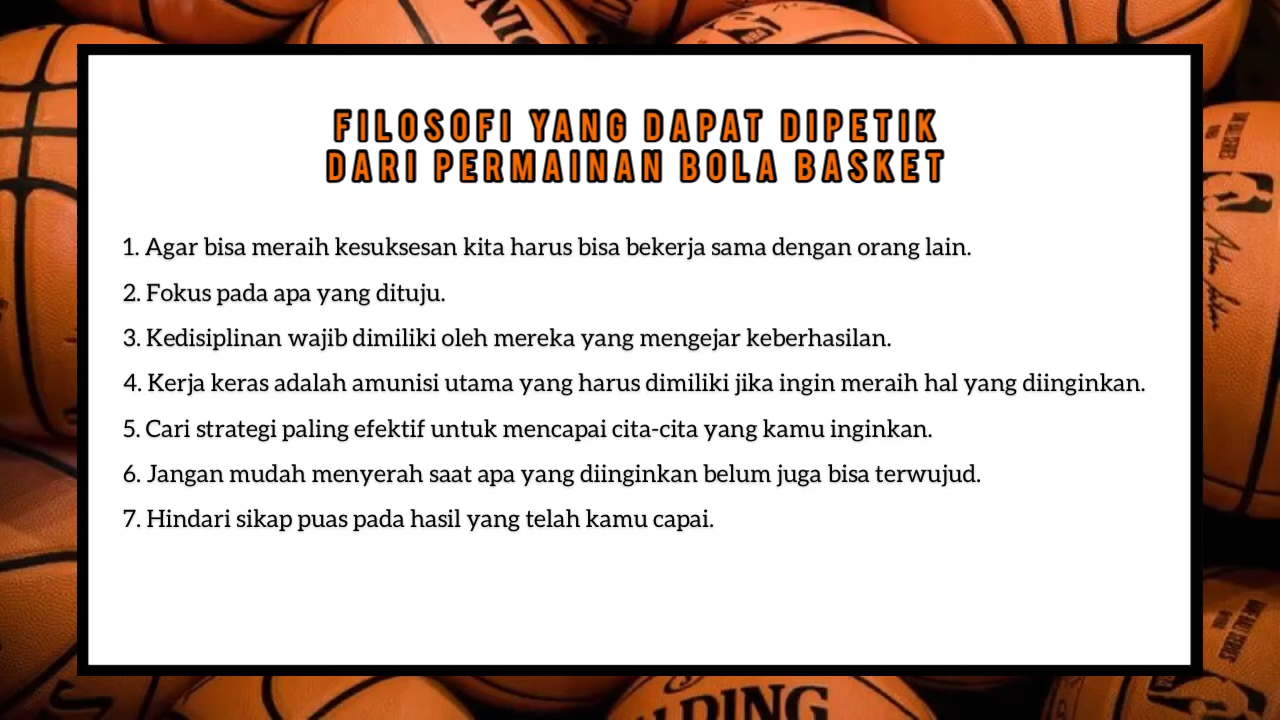 FILOSOFI YANG DAPAT DIPETIK
DARI PERMAINAN BOLA BASKET
1. Agar bisa meraih kesuksesan kita harus bisa bekerja sama dengan orang lain.
2. Fokus pada apa yang dituju.
3. Kedisiplinan wajib dimiliki oleh mereka yang mengejar keberhasilan.
4. Kerja keras adalah amunisi utama yang harus dimiliki jika ingin meraih hal yang diinginkan.
5. Cari strategi paling efektif untuk mencapai cita-cita yang kamu inginkan.
6. Jangan mudah menyerah saat apa yang diinginkan belum juga bisa terwujud.
7. Hindari sikap puas pada hasil yang telah kamu capai.